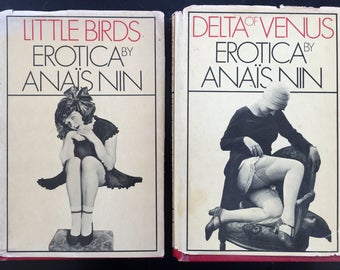 LITTLE BIRDS
EROTICA BY
ANAÏS NIN
DELTA OF VENUS
EROTICA BY
ANAÏS NIN